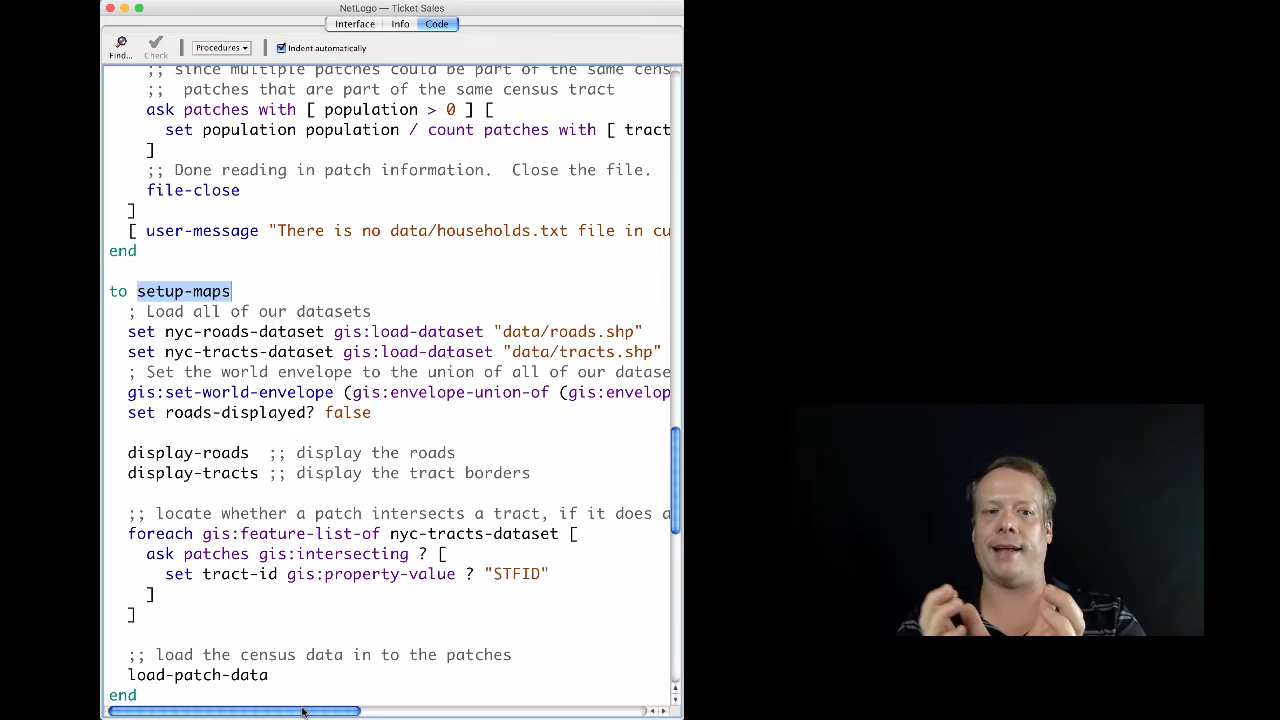 NetLogo — Ticket Sales
Interface Info Code
Find... Check Procedures Indent automatically
;; since multiple patches could be part of the same cens
;;  patches that are part of the same census tract
ask patches with [ population > 0 ] [
set population population / count patches with [ tract
]
;; Done reading in patch information.  Close the file.
file-close
]
[ user-message "There is no data/households.txt file in cu
end
to setup-maps
; Load all of our datasets
set nyc-roads-dataset gis:load-dataset "data/roads.shp"
set nyc-tracts-dataset gis:load-dataset "data/tracts.shp"
; Set the world envelope to the union of all of our datase
gis:set-world-envelope (gis:envelope-union-of (gis:envelop
set roads-displayed? false
display-roads  ;; display the roads
display-tracts ;; display the tract borders
;; locate whether a patch intersects a tract, if it does a
foreach gis:feature-list-of nyc-tracts-dataset [
ask patches gis:intersecting ? [
set tract-id gis:property-value ? "STFID"
]
]
;; load the census data in to the patches
load-patch-data
end